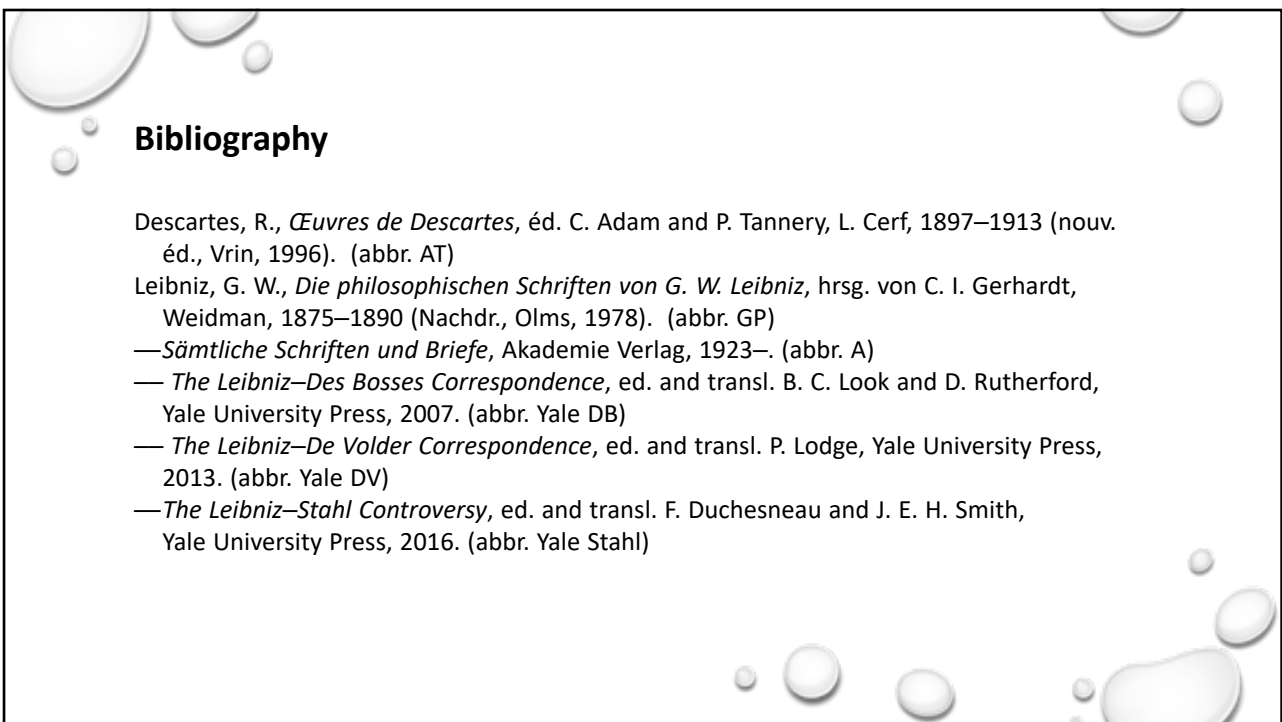 Bibliography
Descartes, R., Œuvres de Descartes, éd. C. Adam and P. Tannery, L. Cerf, 1897–1913 (nouv.
éd., Vrin, 1996). (abbr. AT)
Leibniz, G. W., Die philosophischen Schriften von G. W. Leibniz, hrsg. von C. I. Gerhardt,
Weidman, 1875–1890 (Nachdr., Olms, 1978). (abbr. GP)
—Sämtliche Schriften und Briefe, Akademie Verlag, 1923–. (abbr. A)
— The Leibniz–Des Bosses Correspondence, ed. and transl. B. C. Look and D. Rutherford,
Yale University Press, 2007. (abbr. Yale DB)
— The Leibniz–De Volder Correspondence, ed. and transl. P. Lodge, Yale University Press,
2013. (abbr. Yale DV)
—The Leibniz–Stahl Controversy, ed. and transl. F. Duchesneau and J. E. H. Smith,
Yale University Press, 2016. (abbr. Yale Stahl)